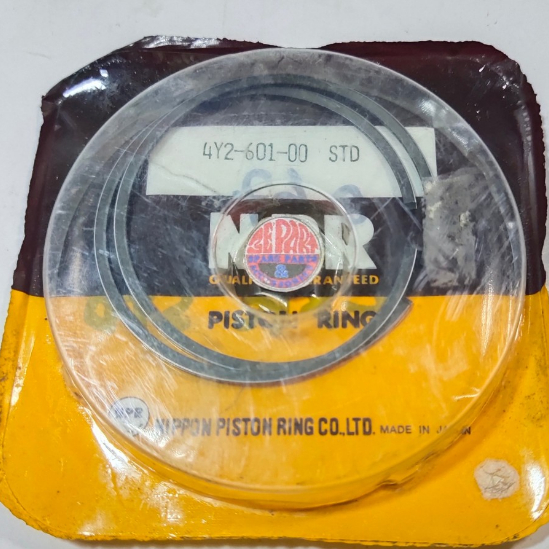 4Y2-601-00 STD
NPR
SPARE PARTS
&
QUALITY GUARANTEED
PISTON RING
NPR
NIPPON PISTON RING CO.,LTD. MADE IN JAPAN